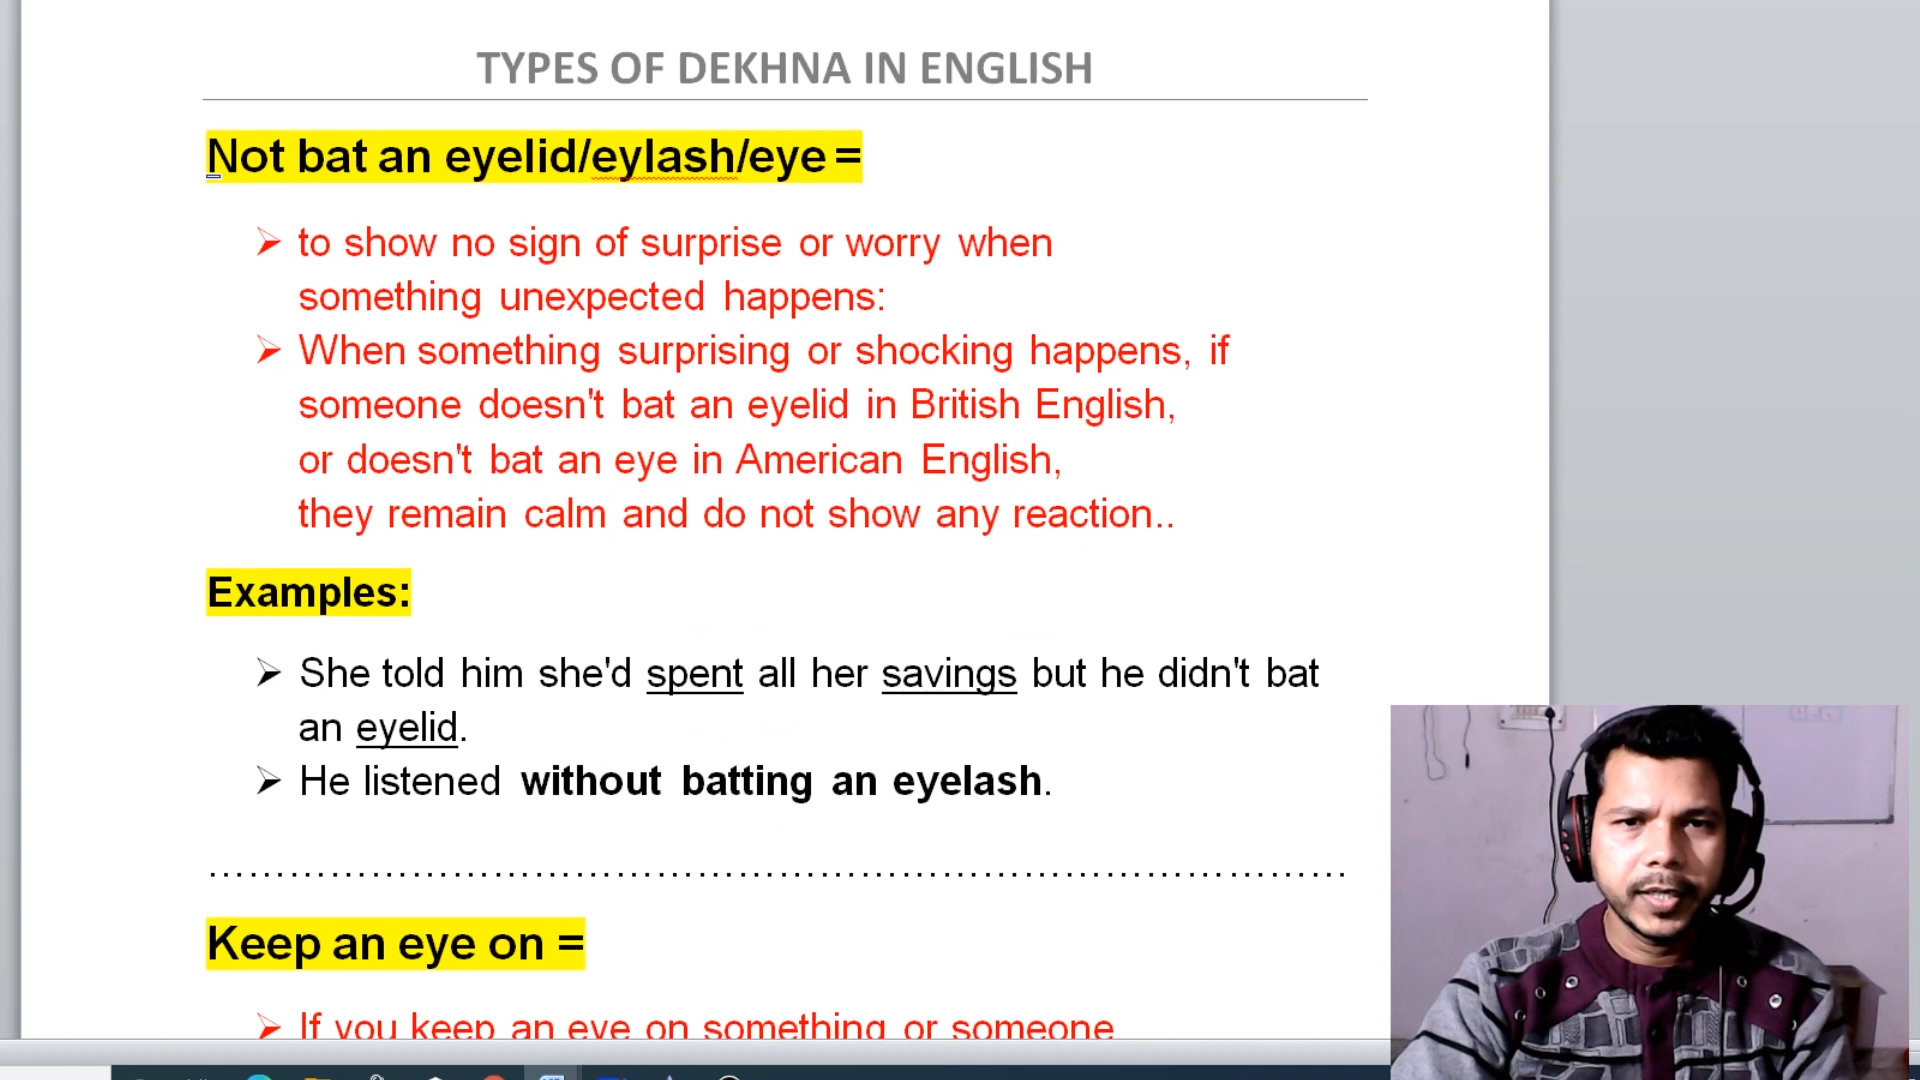 TYPES OF DEKHNA IN ENGLISH
Not bat an eyelid/eylash/eye =
to show no sign of surprise or worry when
something unexpected happens:
When something surprising or shocking happens, if
someone doesn't bat an eyelid in British English,
or doesn't bat an eye in American English,
they remain calm and do not show any reaction..
Examples:
She told him she'd spent all her savings but he didn't bat
an eyelid.
He listened without batting an eyelash.
Keep an eye on =
If you keep an eye on something or someone